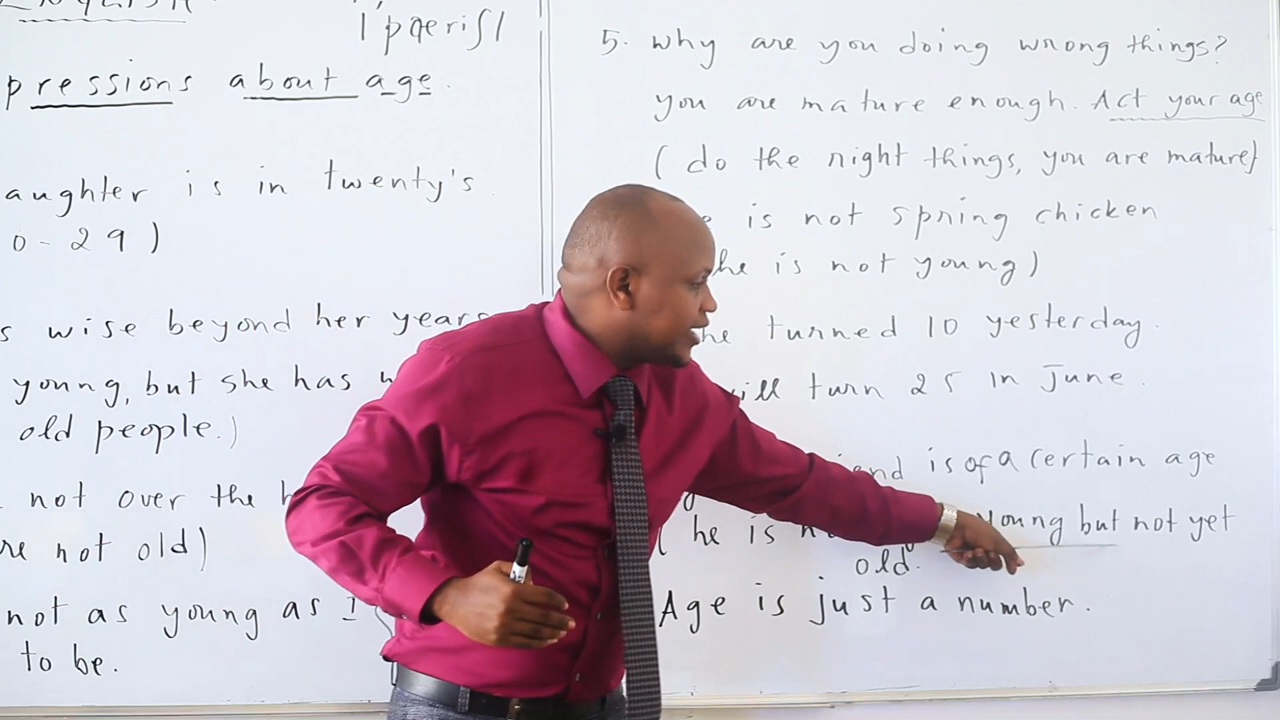 ˈpæriʃ
pressions about age.
aughter is in twenty's
0-29)
s wise beyond her years
young, but she has
old people.)
not over the
re not old)
not as young as I
to be.
5. Why are you doing wrong things?
you are mature enough. Act your age
(do the right things, you are mature)
is not spring chicken
he is not young)
he turned 10 yesterday.
ill turn 25 in June.
end is of a certain age
(he is young but not yet
old.
Age is just a number.